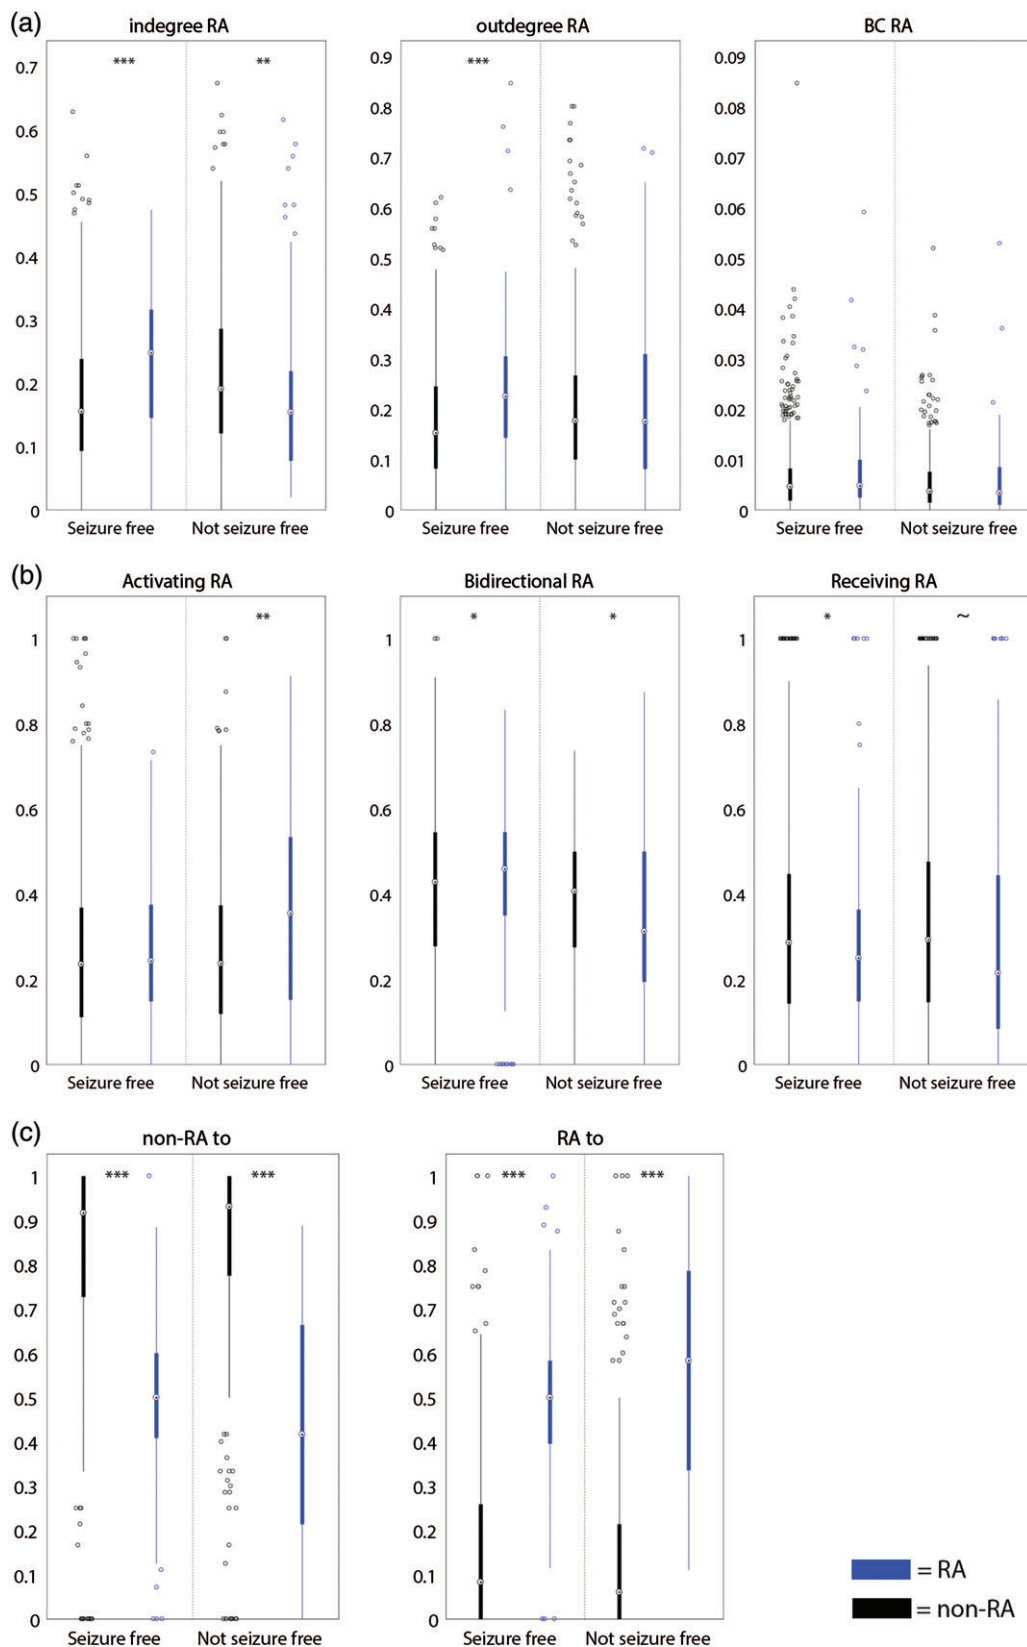 (a)
indegree RA
outdegree RA
BC RA
0.7
0.6
0.5
0.4
0.3
0.2
0.1
0
***
**
Seizure free
Not seizure free
0.9
0.8
0.7
0.6
0.5
0.4
0.3
0.2
0.1
0
***
Seizure free
Not seizure free
0.09
0.08
0.07
0.06
0.05
0.04
0.03
0.02
0.01
0
Seizure free
Not seizure free
(b)
Activating RA
Bidirectional RA
Receiving RA
1
0.8
0.6
0.4
0.2
0
**
Seizure free
Not seizure free
1
0.8
0.6
0.4
0.2
0
*
*
Seizure free
Not seizure free
1
0.8
0.6
0.4
0.2
0
*
~
Seizure free
Not seizure free
(c)
non-RA to
RA to
1
0.9
0.8
0.7
0.6
0.5
0.4
0.3
0.2
0.1
0
***
***
Seizure free
Not seizure free
1
0.9
0.8
0.7
0.6
0.5
0.4
0.3
0.2
0.1
0
***
***
Seizure free
Not seizure free
= RA
= non-RA